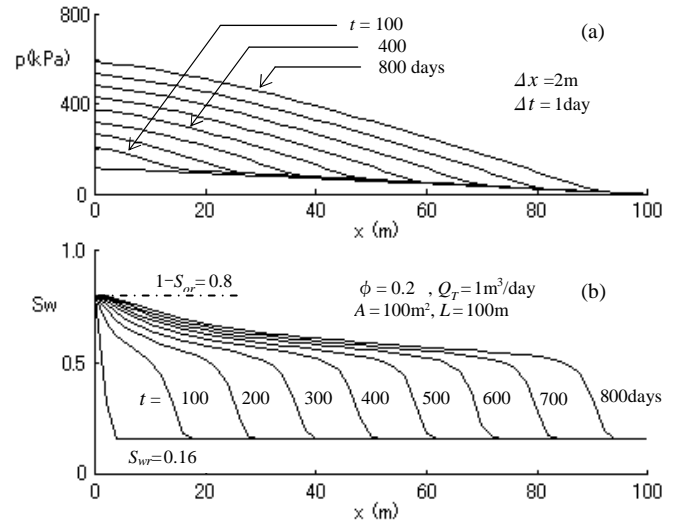 800
t = 100
(a)
p(kPa)
400
800 days
Δx = 2m
400
Δt = 1day
0
0 20 40 60 80 100
x (m)
1.0
1−Sor= 0.8
ϕ = 0.2 , QT = 1m³/day
(b)
Sw
A = 100m², L = 100m
0.5
t = 100 200 300 400 500 600 700 800days
Swr=0.16
0
0 20 40 60 80 100
x (m)